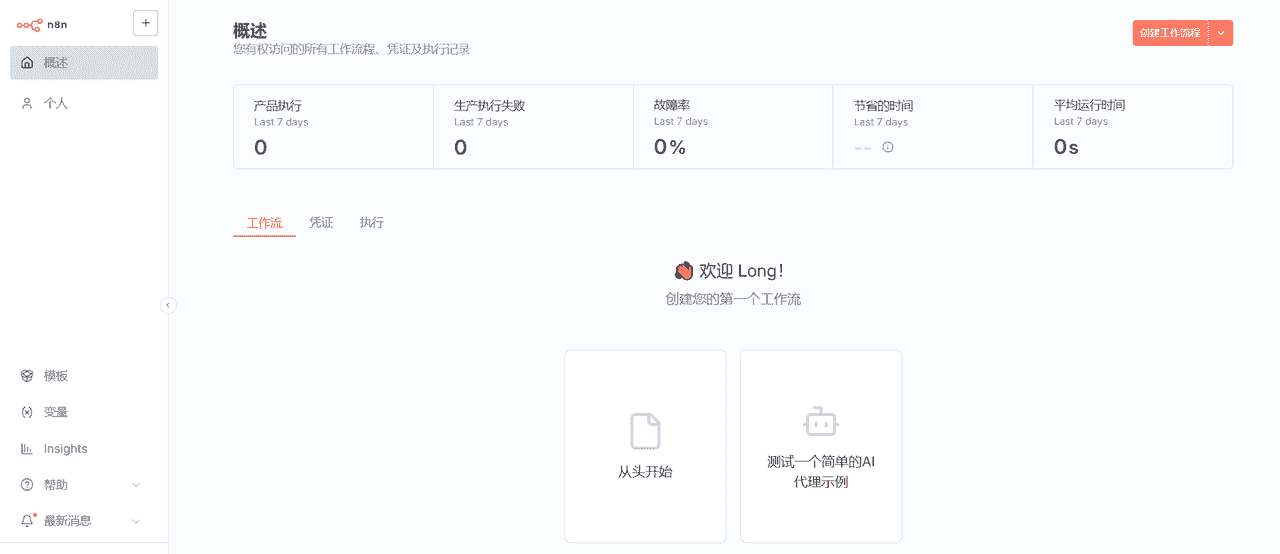 n8n
+
概述
个人
模板
变量
Insights
帮助
最新消息
概述
您有权访问的所有工作流程、凭证及执行记录
创建工作流程
产品执行
Last 7 days
0
生产执行失败
Last 7 days
0
故障率
Last 7 days
0%
节省的时间
Last 7 days
--
平均运行时间
Last 7 days
0s
工作流 凭证 执行
欢迎 Long!
创建您的第一个工作流
从头开始
测试一个简单的AI
代理示例